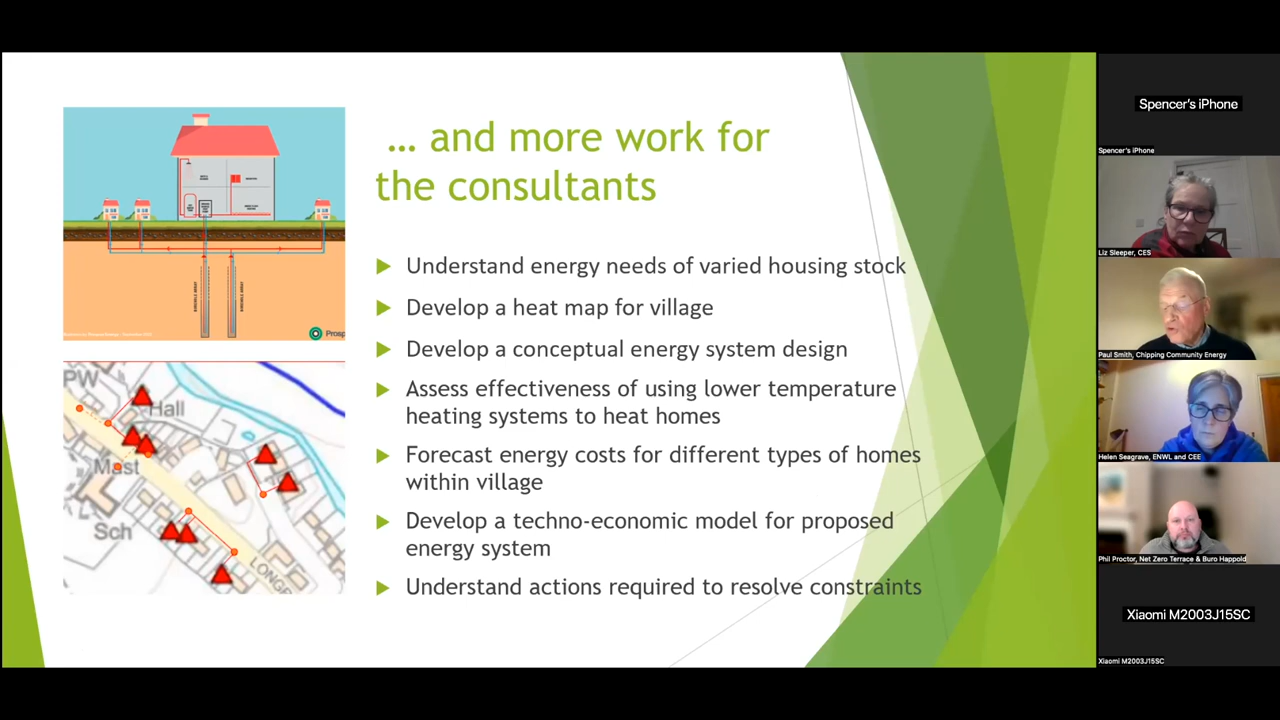 … and more work for
the consultants
Understand energy needs of varied housing stock
Develop a heat map for village
Develop a conceptual energy system design
Assess effectiveness of using lower temperature
heating systems to heat homes
Forecast energy costs for different types of homes
within village
Develop a techno-economic model for proposed
energy system
Understand actions required to resolve constraints
Prosp
PW
Hall
Mast
Sch
LONGR
Spencer's iPhone
Spencer's iPhone
Liz Sleeper, CES
Paul Smith, Chipping Community Energy
Helen Seagrave, ENWL and CEE
Phil Proctor, Net Zero Terrace & Buro Happold
Xiaomi M2003J15SC
Xiaomi M2003J15SC